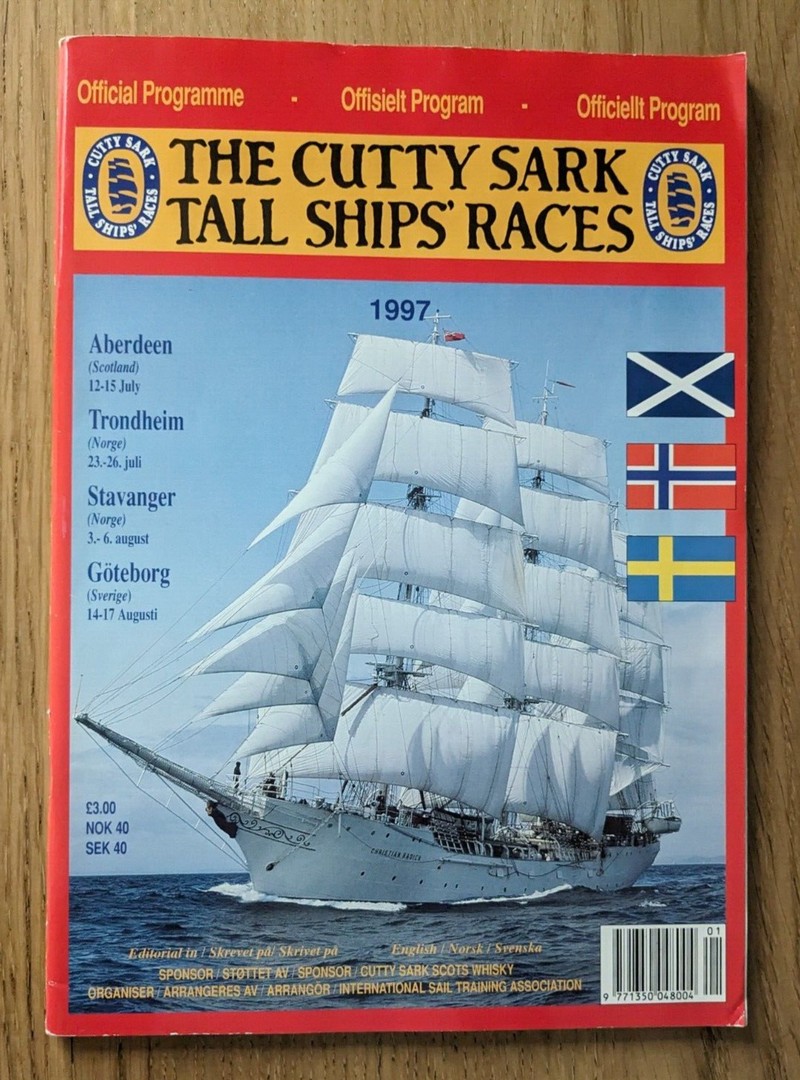 Official Programme - Offisielt Program - Officiellt Program
CUTTY SARK TALL SHIPS' RACES
THE CUTTY SARK
TALL SHIPS' RACES
CUTTY SARK TALL SHIPS' RACES
1997
Aberdeen
(Scotland)
12-15 July
Trondheim
(Norge)
23.-26. juli
Stavanger
(Norge)
3.- 6. august
Göteborg
(Sverige)
14-17 Augusti
£3.00
NOK 40
SEK 40
CHRISTIAN RADICH
Editorial in / Skrevet på/ Skrivet på English / Norsk / Svenska
SPONSOR / STØTTET AV / SPONSOR / CUTTY SARK SCOTS WHISKY
ORGANISER / ARRANGERES AV / ARRANGÖR / INTERNATIONAL SAIL TRAINING ASSOCIATION
01
9 771350 048004